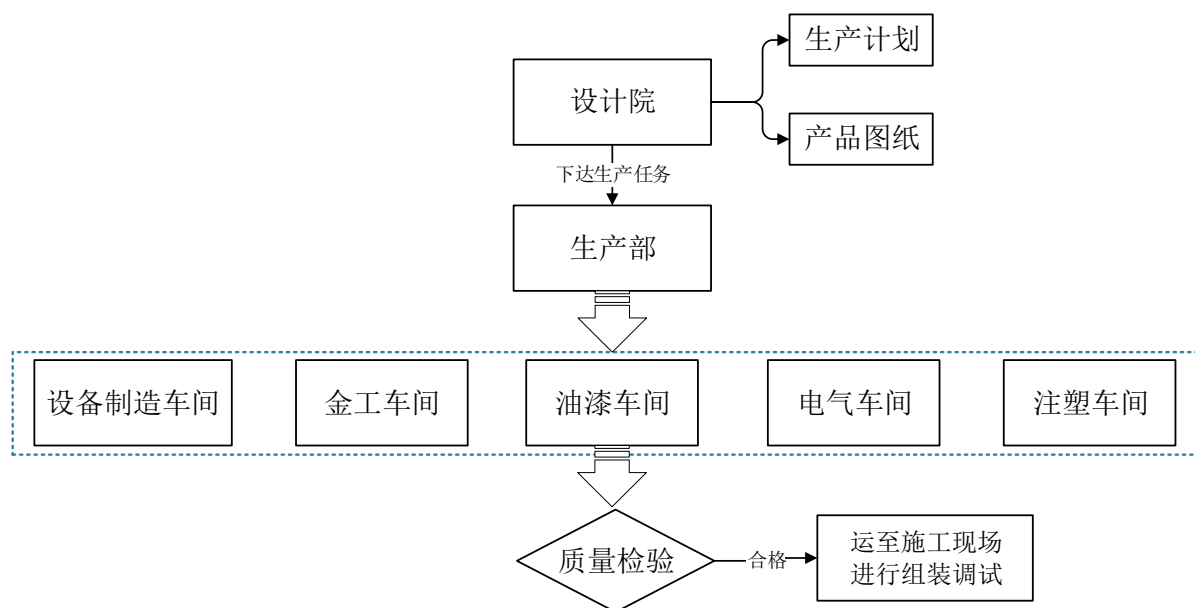 生产计划
设计院
产品图纸
下达生产任务
生产部
设备制造车间
金工车间
油漆车间
电气车间
注塑车间
质量检验
合格
运至施工现场
进行组装调试